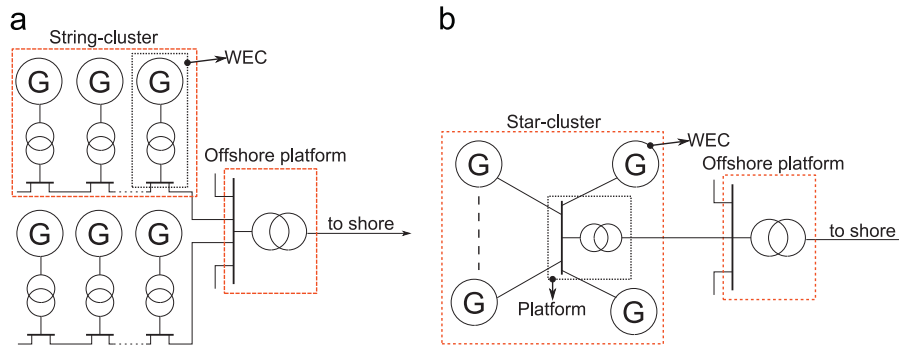 a
String-cluster
WEC
G G G
Offshore platform
to shore
G G G
b
Star-cluster
WEC
G G
Offshore platform
to shore
G G
Platform